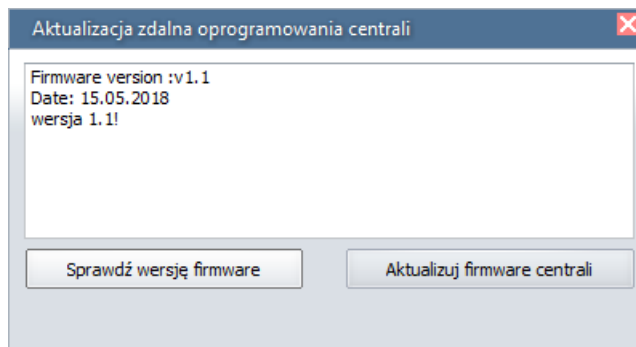 Aktualizacja zdalna oprogramowania centrali
Firmware version :v1.1
Date: 15.05.2018
wersja 1.1!
Sprawdź wersję firmware
Aktualizuj firmware centrali